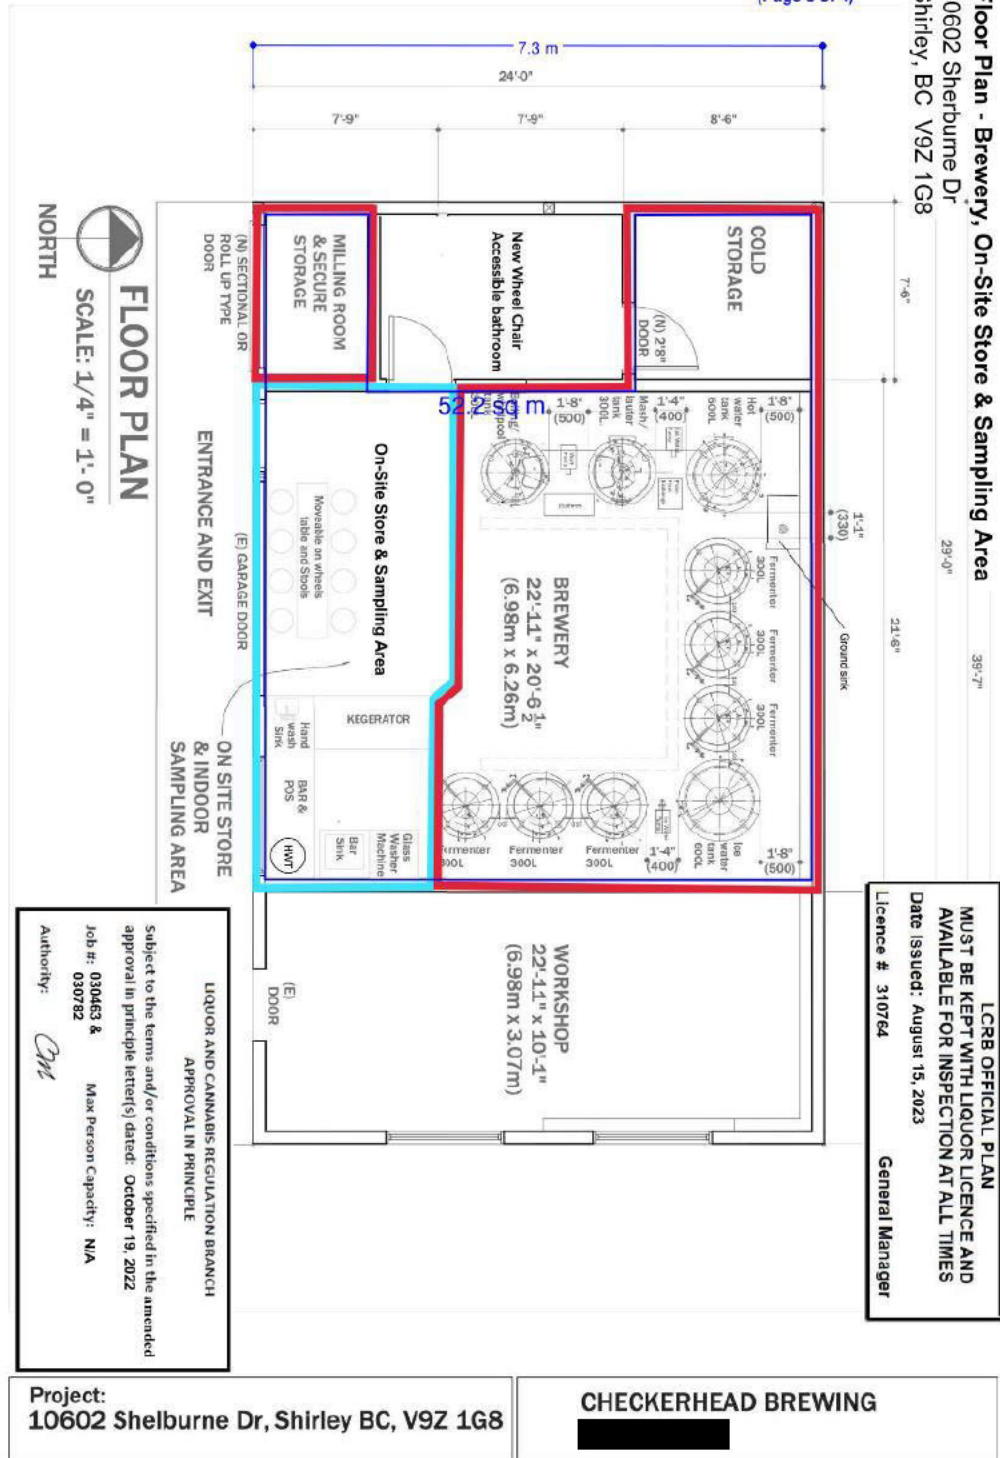 Floor Plan - Brewery, On-Site Store & Sampling Area
10602 Sherburne Dr
Shirley, BC V9Z 1G8
7.3 m
24'-0"
7'-9"
7'-9"
8'-6"
7'-6"
29'-0"
39'-7"
21'-6"
COLD
STORAGE
(N) 2'8"
DOOR
New Wheel Chair
Accessible bathroom
MILLING ROOM
& SECURE
STORAGE
(N) SECTIONAL OR
ROLL UP TYPE
DOOR
NORTH
FLOOR PLAN
SCALE: 1/4" = 1'- 0"
52.2 sq m
1'-8"
(500)
Hot
water
tank
600L
1'-4"
(400)
Mash/
lauter
tank
300L
1'-8"
(500)
1'-1"
(330)
Ground sink
Fermenter
300L
Fermenter
300L
Fermenter
300L
BREWERY
22'-11" x 20'-6 1/2"
(6.98m x 6.26m)
On-Site Store & Sampling Area
Moveable on wheels
table and Stools
ENTRANCE AND EXIT
(E) GARAGE DOOR
KEGERATOR
Hand
wash
Sink
BAR &
POS
HWT
Bar
Sink
Glass
Washer
Machine
ON SITE STORE
& INDOOR
SAMPLING AREA
Fermenter
300L
Fermenter
300L
Fermenter
300L
1'-4"
(400)
Ice
water
tank
600L
1'-8"
(500)
WORKSHOP
22'-11" x 10'-1"
(6.98m x 3.07m)
(E)
DOOR
LCRB OFFICIAL PLAN
MUST BE KEPT WITH LIQUOR LICENCE AND
AVAILABLE FOR INSPECTION AT ALL TIMES
Date Issued: August 15, 2023
Licence # 310764 General Manager
LIQUOR AND CANNABIS REGULATION BRANCH
APPROVAL IN PRINCIPLE
Subject to the terms and/or conditions specified in the amended
approval in principle letter(s) dated: October 19, 2022
Job #: 030463 &
030782
Max Person Capacity: N/A
Authority:
Project:
10602 Shelburne Dr, Shirley BC, V9Z 1G8
CHECKERHEAD BREWING